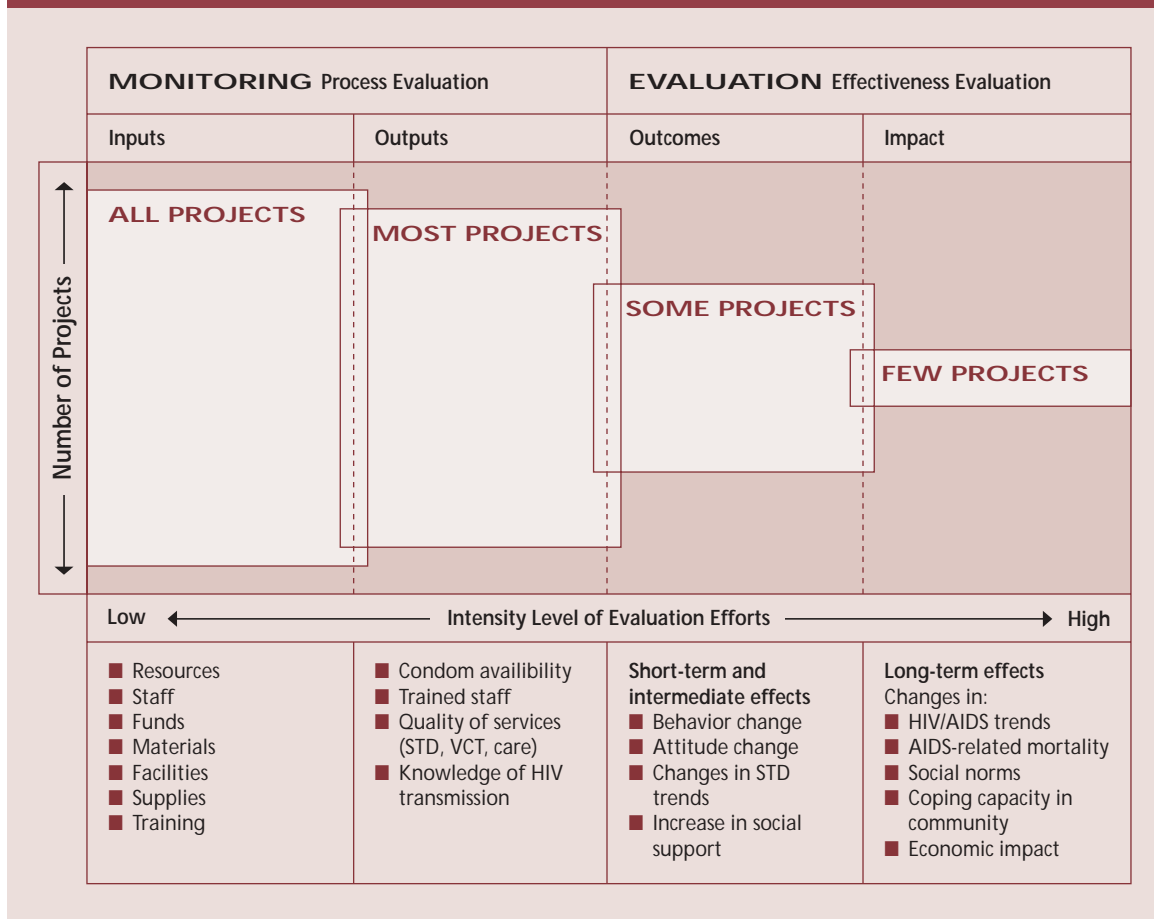 MONITORING Process Evaluation
EVALUATION Effectiveness Evaluation
Inputs
Outputs
Outcomes
Impact
Number of Projects
ALL PROJECTS
MOST PROJECTS
SOME PROJECTS
FEW PROJECTS
Low
Intensity Level of Evaluation Efforts
High
Resources
Staff
Funds
Materials
Facilities
Supplies
Training
Condom availibility
Trained staff
Quality of services
(STD, VCT, care)
Knowledge of HIV
transmission
Short-term and
intermediate effects
Behavior change
Attitude change
Changes in STD
trends
Increase in social
support
Long-term effects
Changes in:
HIV/AIDS trends
AIDS-related mortality
Social norms
Coping capacity in
community
Economic impact